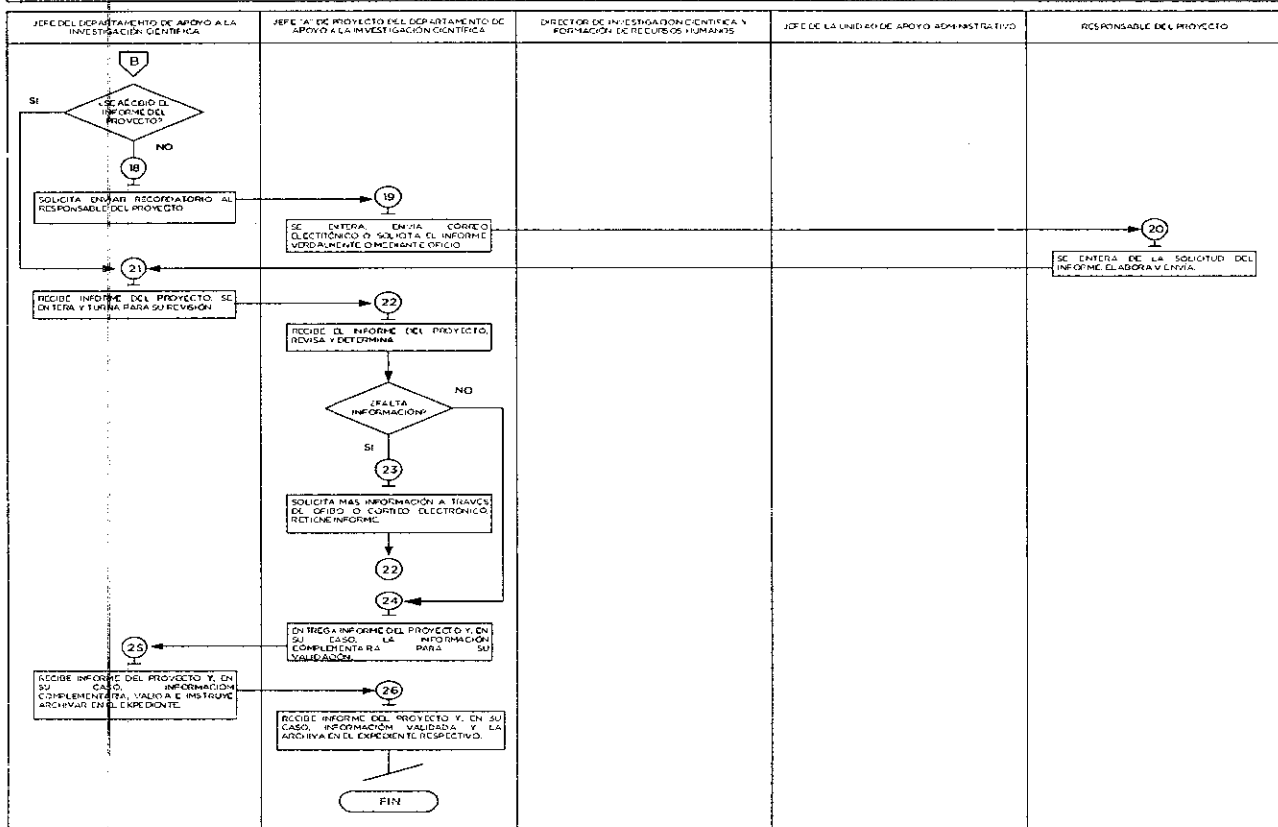 JEFE DEL DEPARTAMENTO DE APOYO A LA
INVESTIGACIÓN CIENTÍFICA
JEFE "A" DE PROYECTO DEL DEPARTAMENTO DE
APOYO A LA INVESTIGACIÓN CIENTÍFICA
DIRECTOR DE INVESTIGACIÓN CIENTÍFICA Y
FORMACIÓN DE RECURSOS HUMANOS
JEFE DE LA UNIDAD DE APOYO ADMINISTRATIVO
RESPONSABLE DEL PROYECTO
B
SI
¿SE RECIBIÓ EL
INFORME DEL
PROYECTO?
NO
18
SOLICITA ENVIAR RECORDATORIO AL
RESPONSABLE DEL PROYECTO
19
SE ENTERA, ENVIA CORREO
ELECTRÓNICO O SOLICITA EL INFORME
VERBALMENTE O MEDIANTE OFICIO
20
SE ENTERA DE LA SOLICITUD DEL
INFORME, ELABORA Y ENVÍA.
21
RECIBE INFORME DEL PROYECTO, SE
ENTERA Y TURNA PARA SU REVISIÓN
22
RECIBE EL INFORME DEL PROYECTO,
REVISA Y DETERMINA
¿FALTA
INFORMACIÓN?
NO
SI
23
SOLICITA MAS INFORMACIÓN A TRAVÉS
DE OFICIO O CORREO ELECTRÓNICO,
RETIENE INFORME.
22
24
ENTREGA INFORME DEL PROYECTO Y, EN
SU CASO, LA INFORMACIÓN
COMPLEMENTARIA PARA SU
VALIDACIÓN.
25
RECIBE INFORME DEL PROYECTO Y, EN
SU CASO, INFORMACIÓN
COMPLEMENTARIA, VALIDA E INSTRUYE
ARCHIVAR EN EL EXPEDIENTE.
26
RECIBE INFORME DEL PROYECTO Y, EN SU
CASO, INFORMACIÓN VALIDADA Y LA
ARCHIVA EN EL EXPEDIENTE RESPECTIVO.
FIN